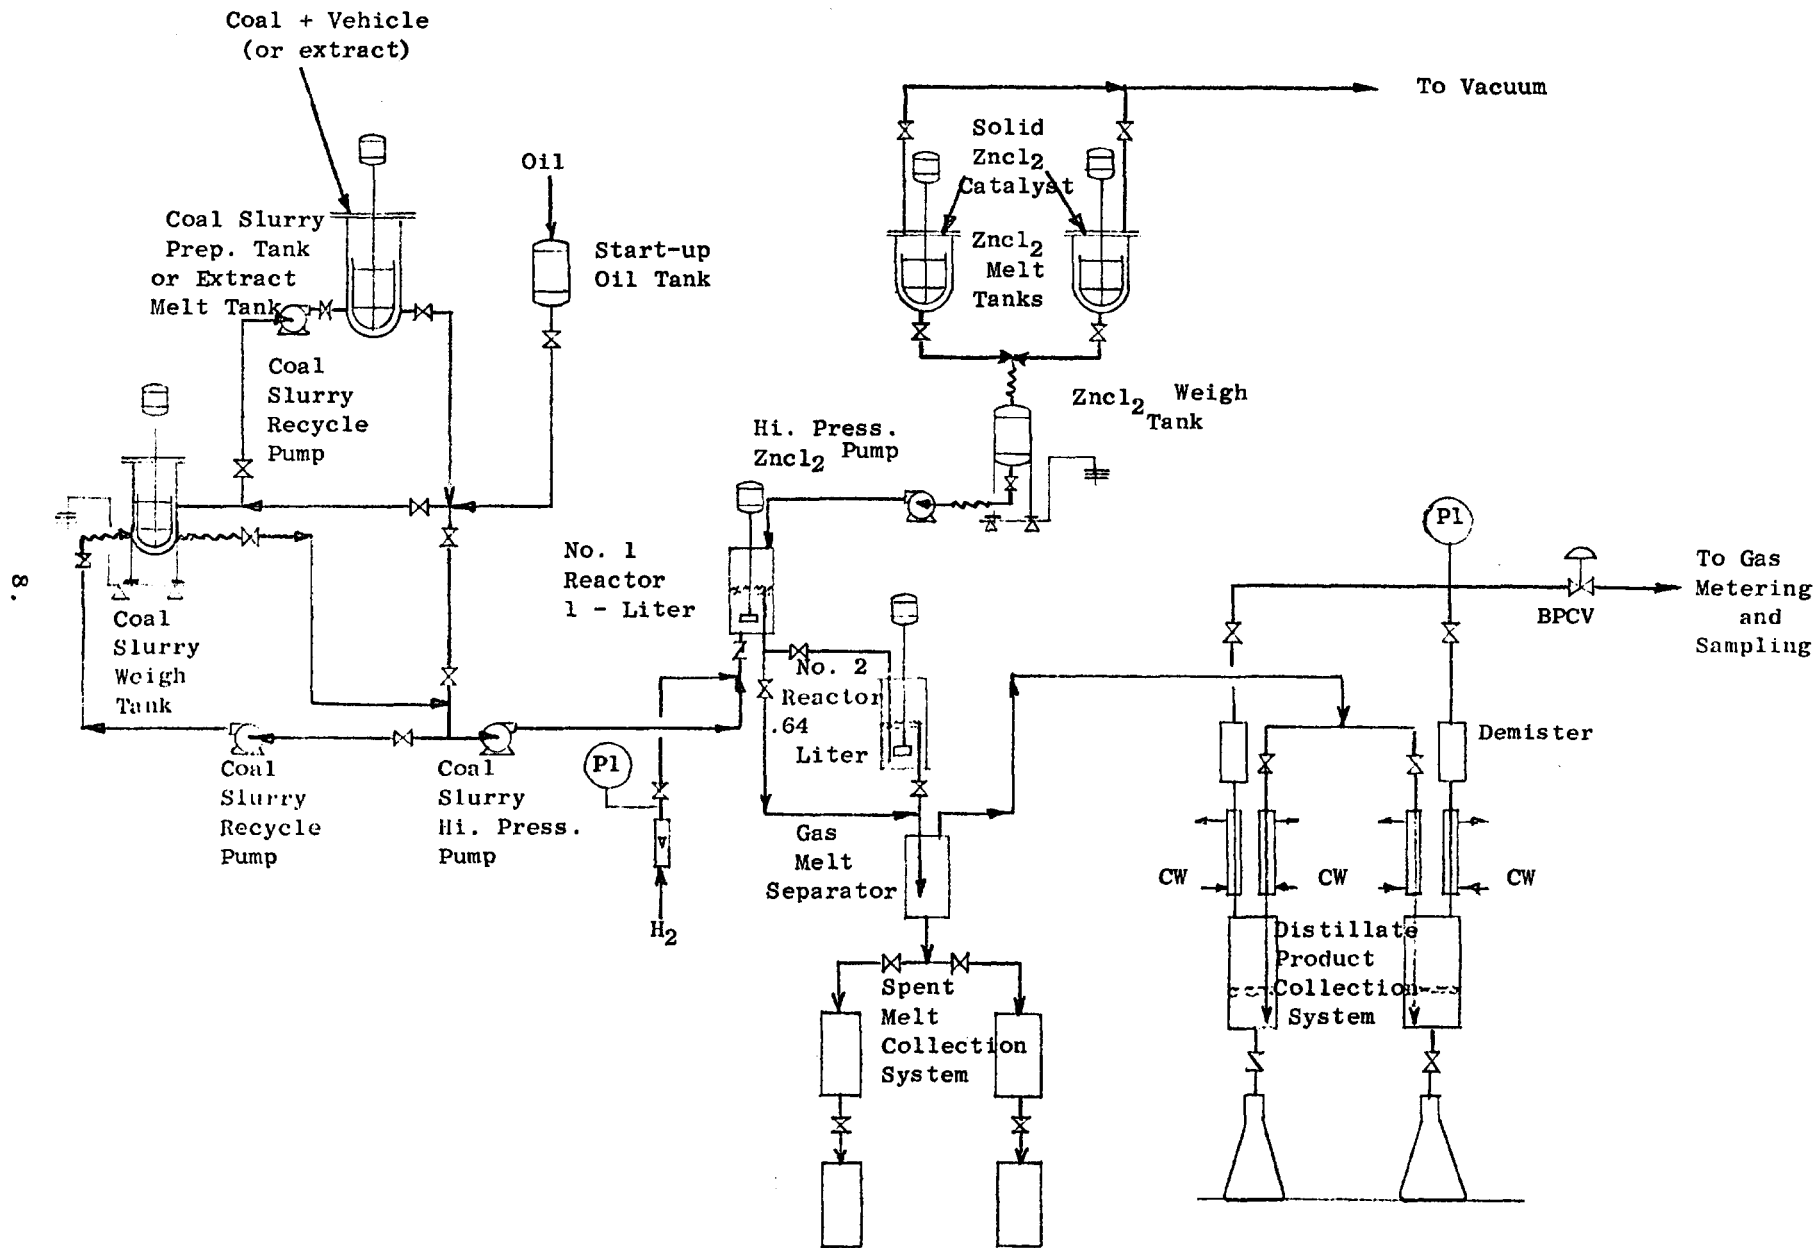 Coal + Vehicle
(or extract)
To Vacuum
Solid
Zncl2
Catalyst
Oil
Coal Slurry
Prep. Tank
or Extract
Melt Tank
Start-up
Oil Tank
Zncl2
Melt
Tanks
Coal
Slurry
Recycle
Pump
Zncl2 Weigh
Tank
Hi. Press.
Zncl2 Pump
P1
No. 1
Reactor
1 - Liter
To Gas
Metering
and
Sampling
BPCV
Coal
Slurry
Weigh
Tank
No. 2
Reactor
.64
Liter
Demister
P1
Coal
Slurry
Recycle
Pump
Coal
Slurry
Hi. Press.
Pump
Gas
Melt
Separator
CW
CW
CW
H2
Distillate
Product
Collection
System
Spent
Melt
Collection
System
8.